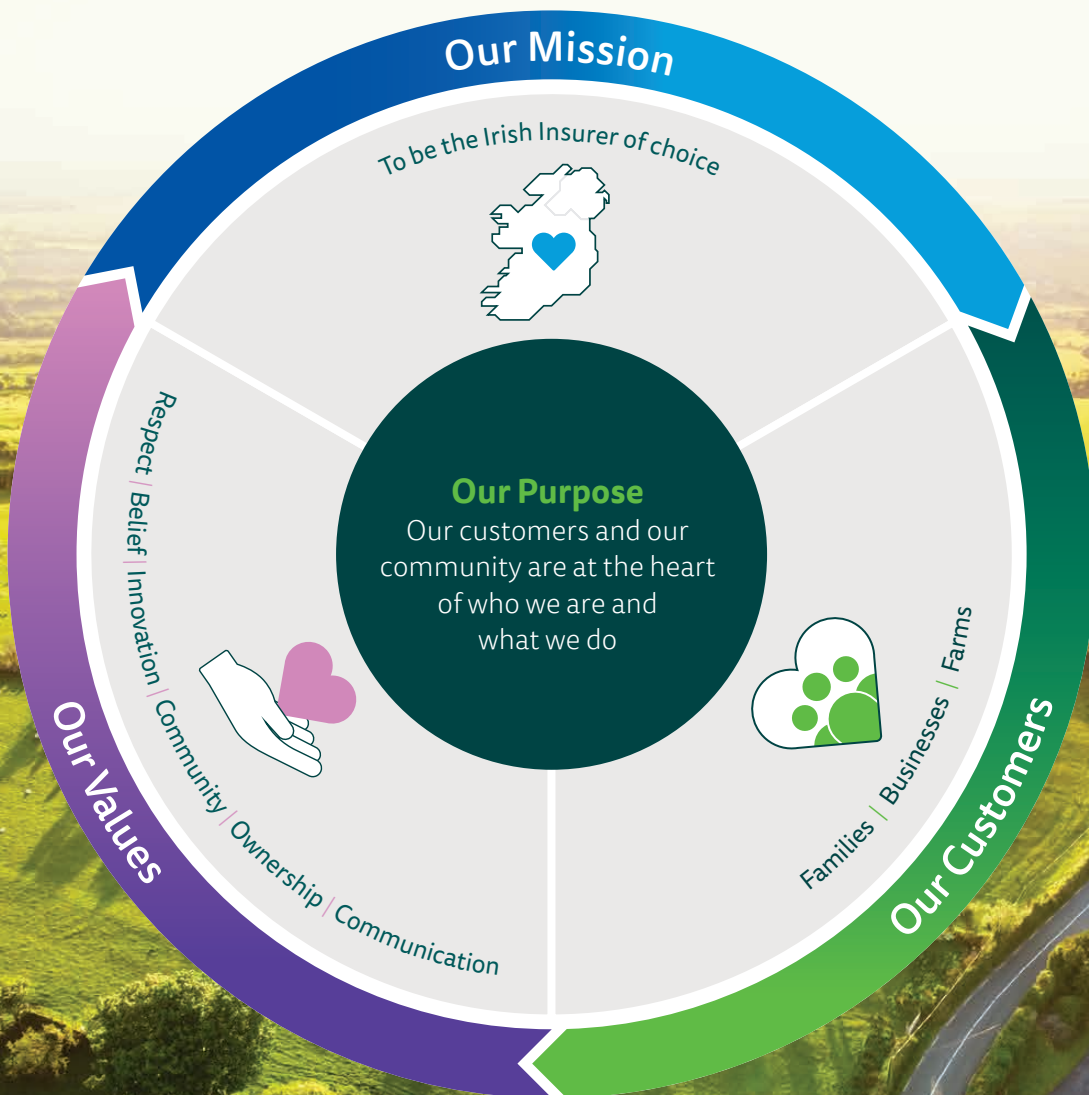 Our Mission
To be the Irish Insurer of choice
Our Purpose
Our customers and our
community are at the heart
of who we are and
what we do
Our Customers
Families | Businesses | Farms
Our Values
Respect | Belief | Innovation | Community | Ownership | Communication